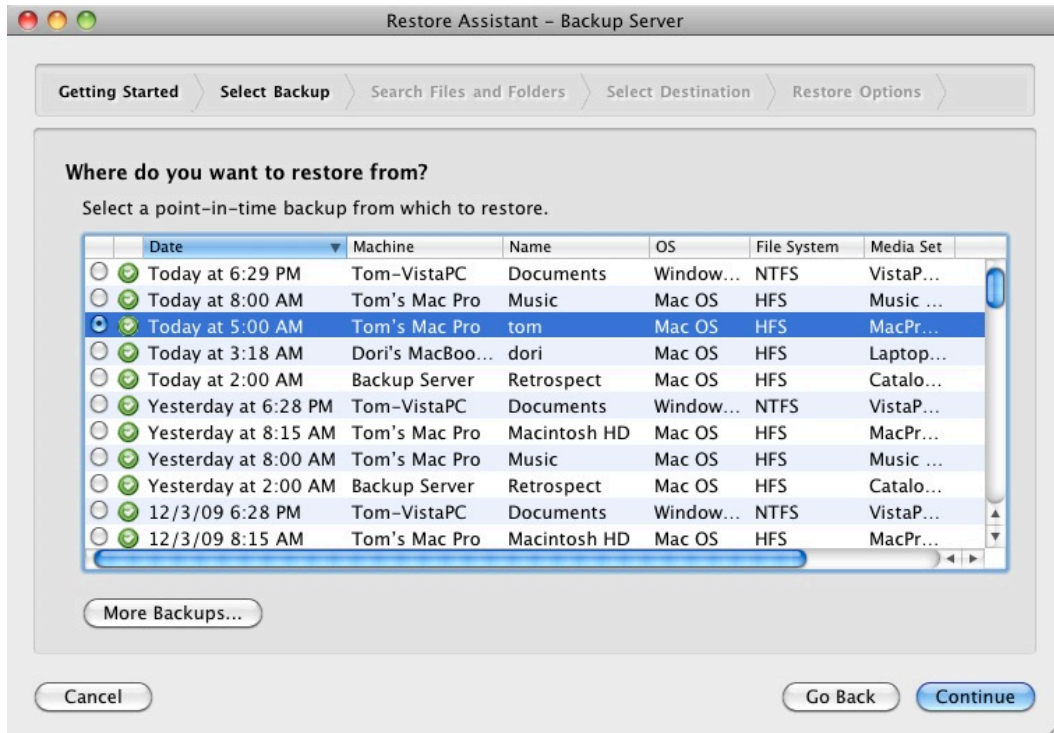 Restore Assistant – Backup Server
Getting Started Select Backup Search Files and Folders Select Destination Restore Options
Where do you want to restore from?
Select a point-in-time backup from which to restore.
Date Machine Name OS File System Media Set
Today at 6:29 PM Tom-VistaPC Documents Window... NTFS VistaP...
Today at 8:00 AM Tom's Mac Pro Music Mac OS HFS Music ...
Today at 5:00 AM Tom's Mac Pro tom Mac OS HFS MacPr...
Today at 3:18 AM Dori's MacBoo... dori Mac OS HFS Laptop...
Today at 2:00 AM Backup Server Retrospect Mac OS HFS Catalo...
Yesterday at 6:28 PM Tom-VistaPC Documents Window... NTFS VistaP...
Yesterday at 8:15 AM Tom's Mac Pro Macintosh HD Mac OS HFS MacPr...
Yesterday at 8:00 AM Tom's Mac Pro Music Mac OS HFS Music ...
Yesterday at 2:00 AM Backup Server Retrospect Mac OS HFS Catalo...
12/3/09 6:28 PM Tom-VistaPC Documents Window... NTFS VistaP...
12/3/09 8:15 AM Tom's Mac Pro Macintosh HD Mac OS HFS MacPr...
More Backups...
Cancel Go Back Continue